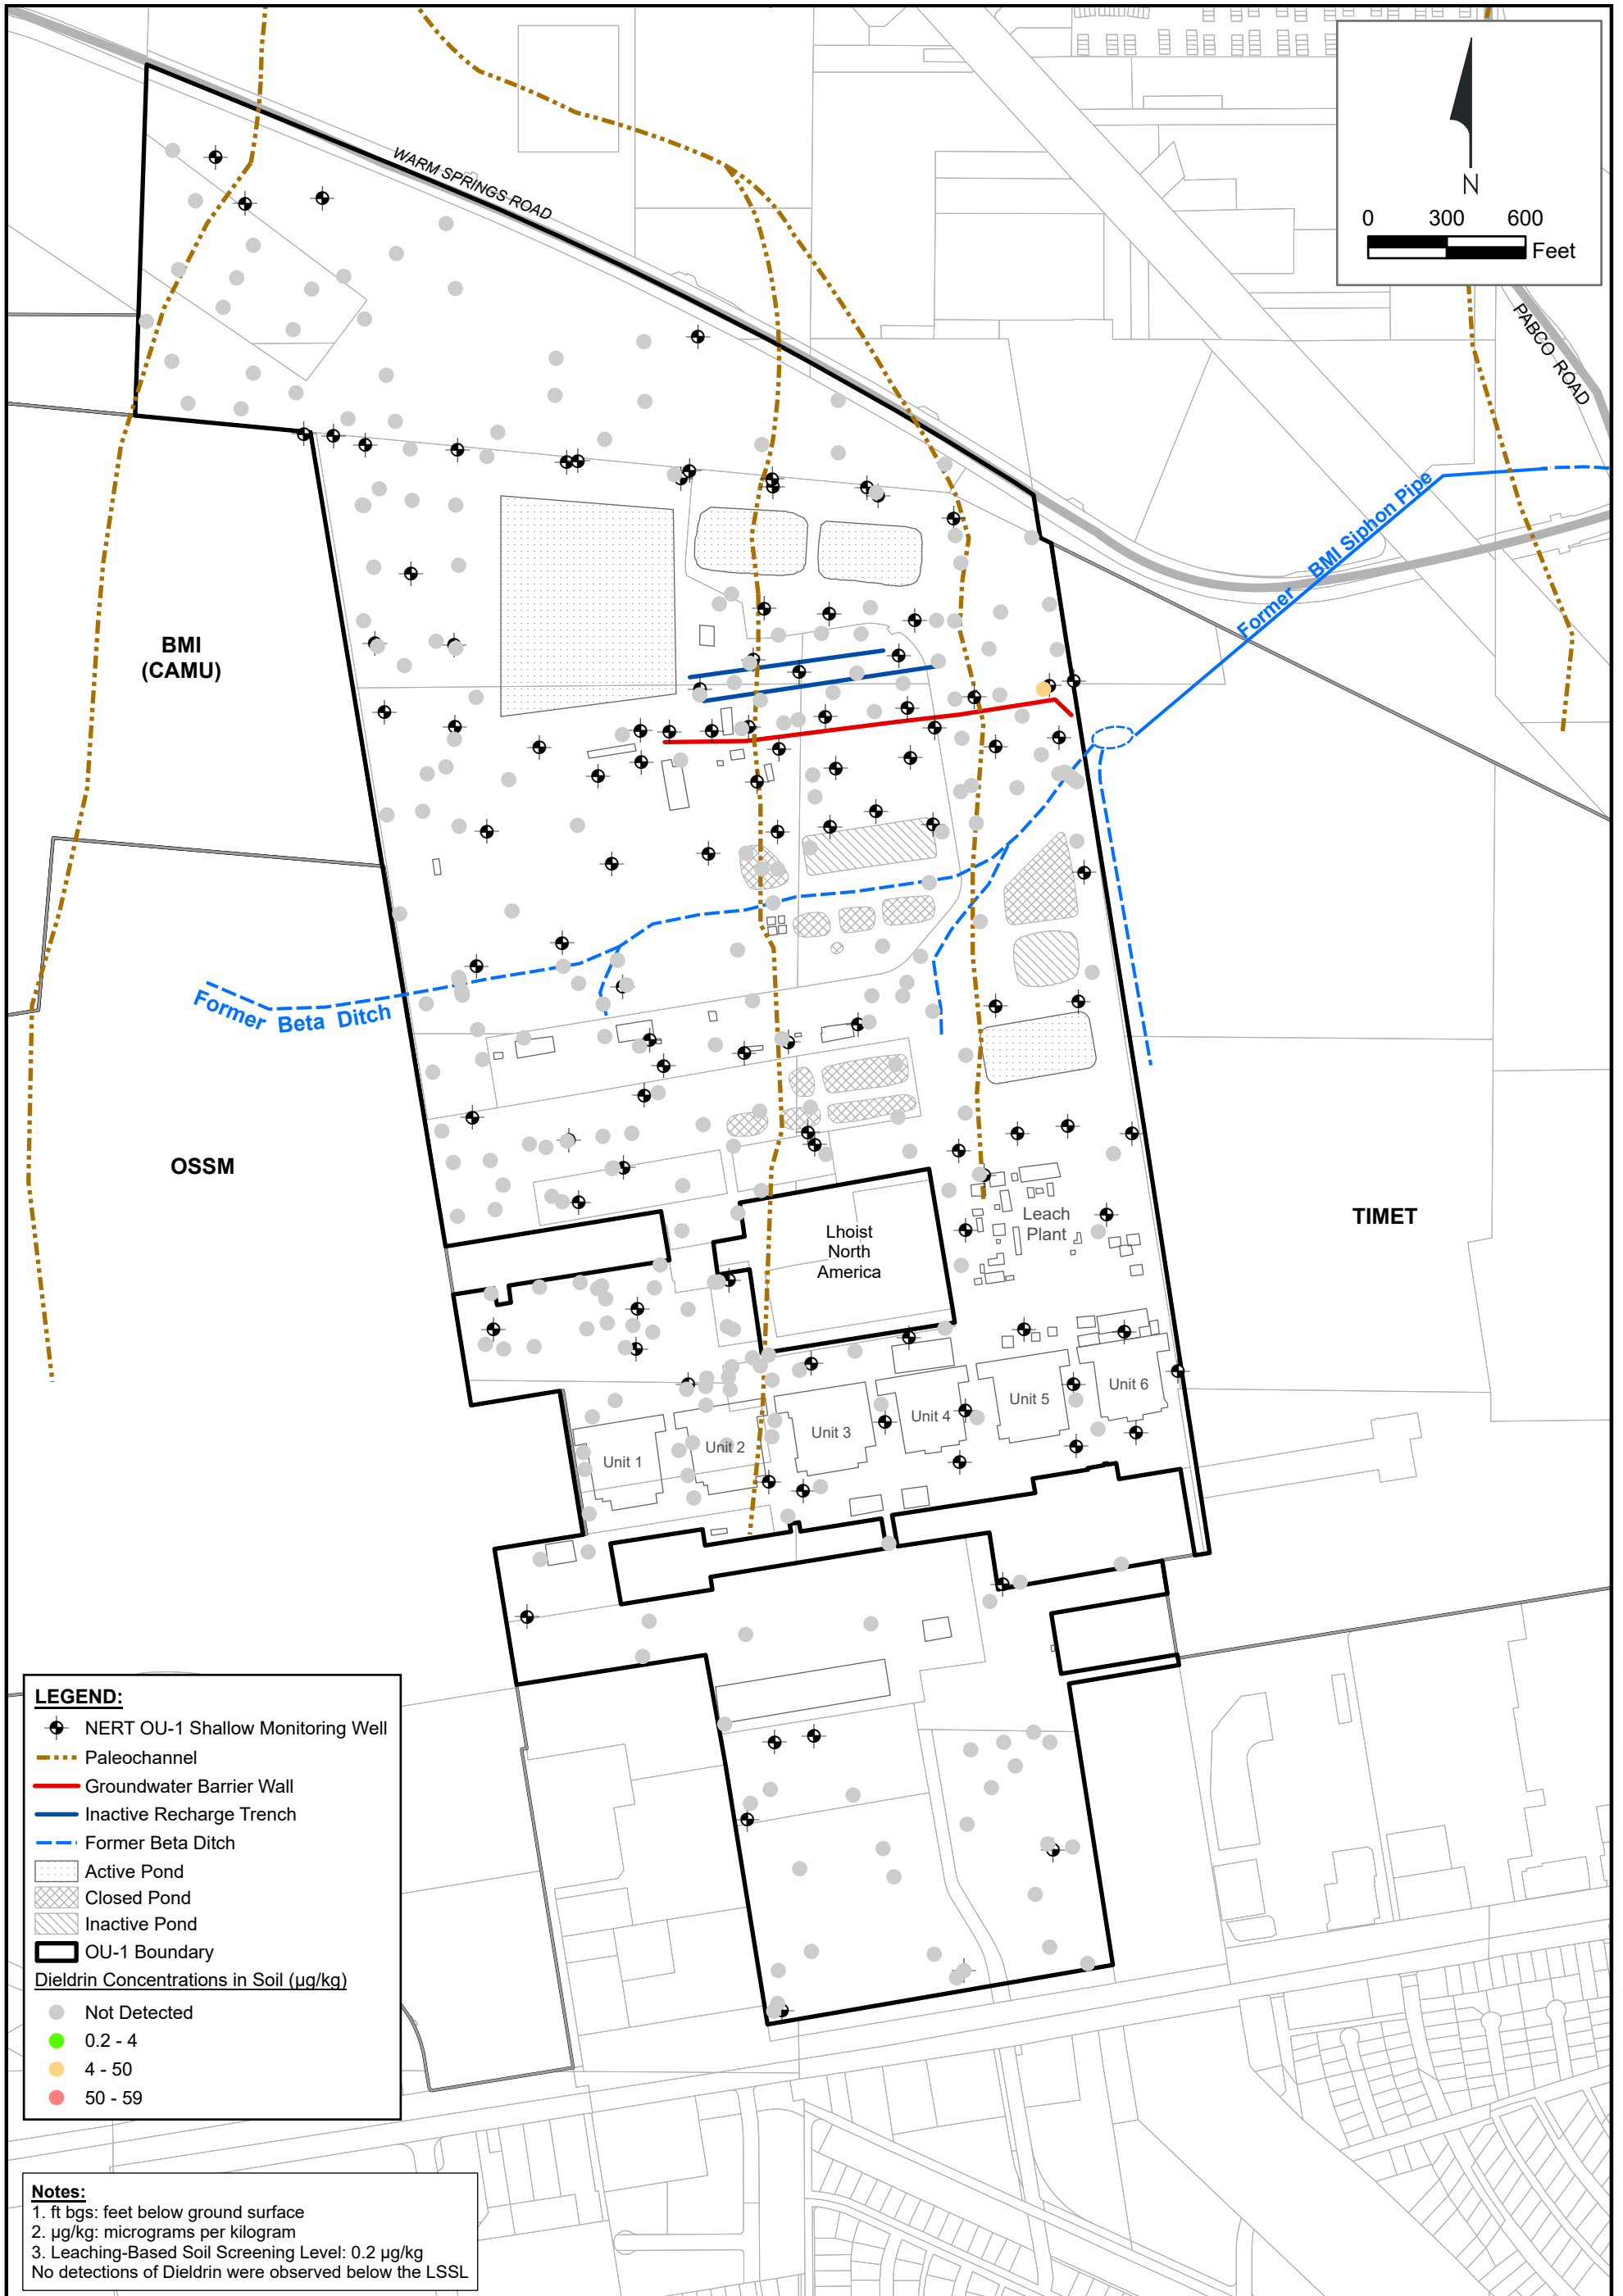 WARM SPRINGS ROAD
N
0 300 600
Feet
PABCO ROAD
Former BMI Siphon Pipe
BMI
(CAMU)
Former Beta Ditch
OSSM
TIMET
Lhoist
North
America
Leach
Plant
Unit 1
Unit 2
Unit 3
Unit 4
Unit 5
Unit 6
LEGEND:
NERT OU-1 Shallow Monitoring Well
Paleochannel
Groundwater Barrier Wall
Inactive Recharge Trench
Former Beta Ditch
Active Pond
Closed Pond
Inactive Pond
OU-1 Boundary
Dieldrin Concentrations in Soil (µg/kg)
Not Detected
0.2 - 4
4 - 50
50 - 59
Notes:
1. ft bgs: feet below ground surface
2. µg/kg: micrograms per kilogram
3. Leaching-Based Soil Screening Level: 0.2 µg/kg
No detections of Dieldrin were observed below the LSSL